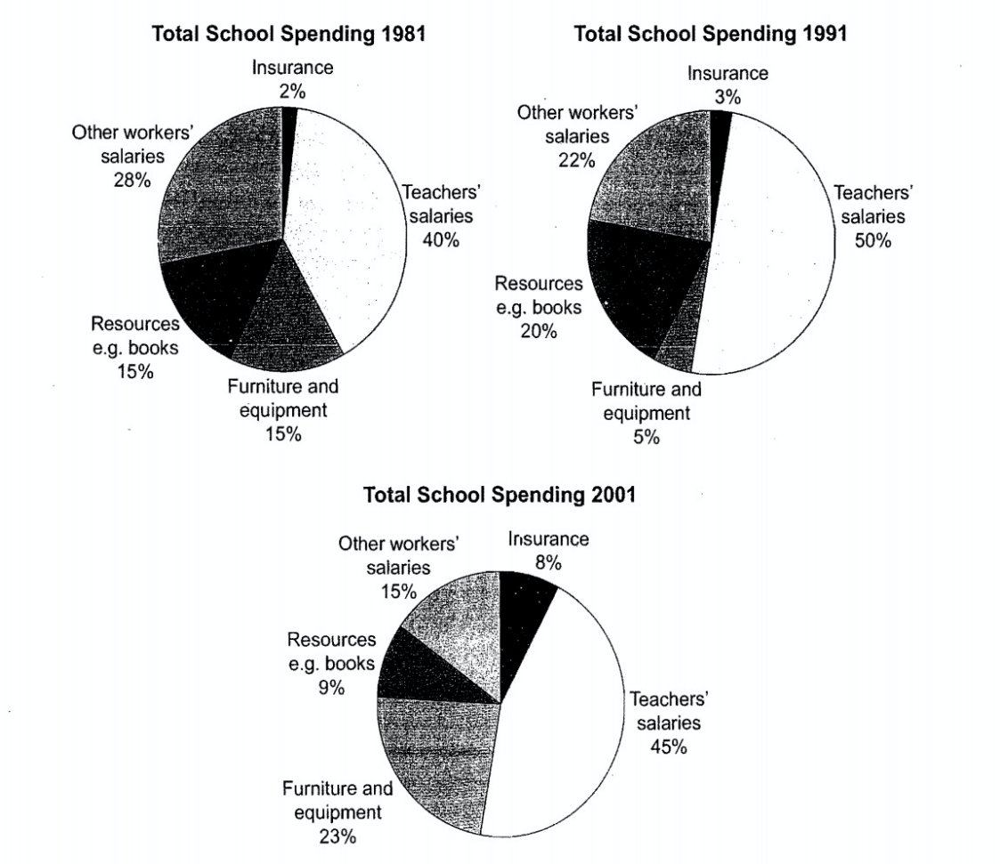 Total School Spending 1981
Insurance
2%
Other workers'
salaries
28%
Teachers'
salaries
40%
Resources
e.g. books
15%
Furniture and
equipment
15%
Total School Spending 1991
Insurance
3%
Other workers'
salaries
22%
Teachers'
salaries
50%
Resources
e.g. books
20%
Furniture and
equipment
5%
Total School Spending 2001
Other workers'
salaries
15%
Insurance
8%
Resources
e.g. books
9%
Teachers'
salaries
45%
Furniture and
equipment
23%